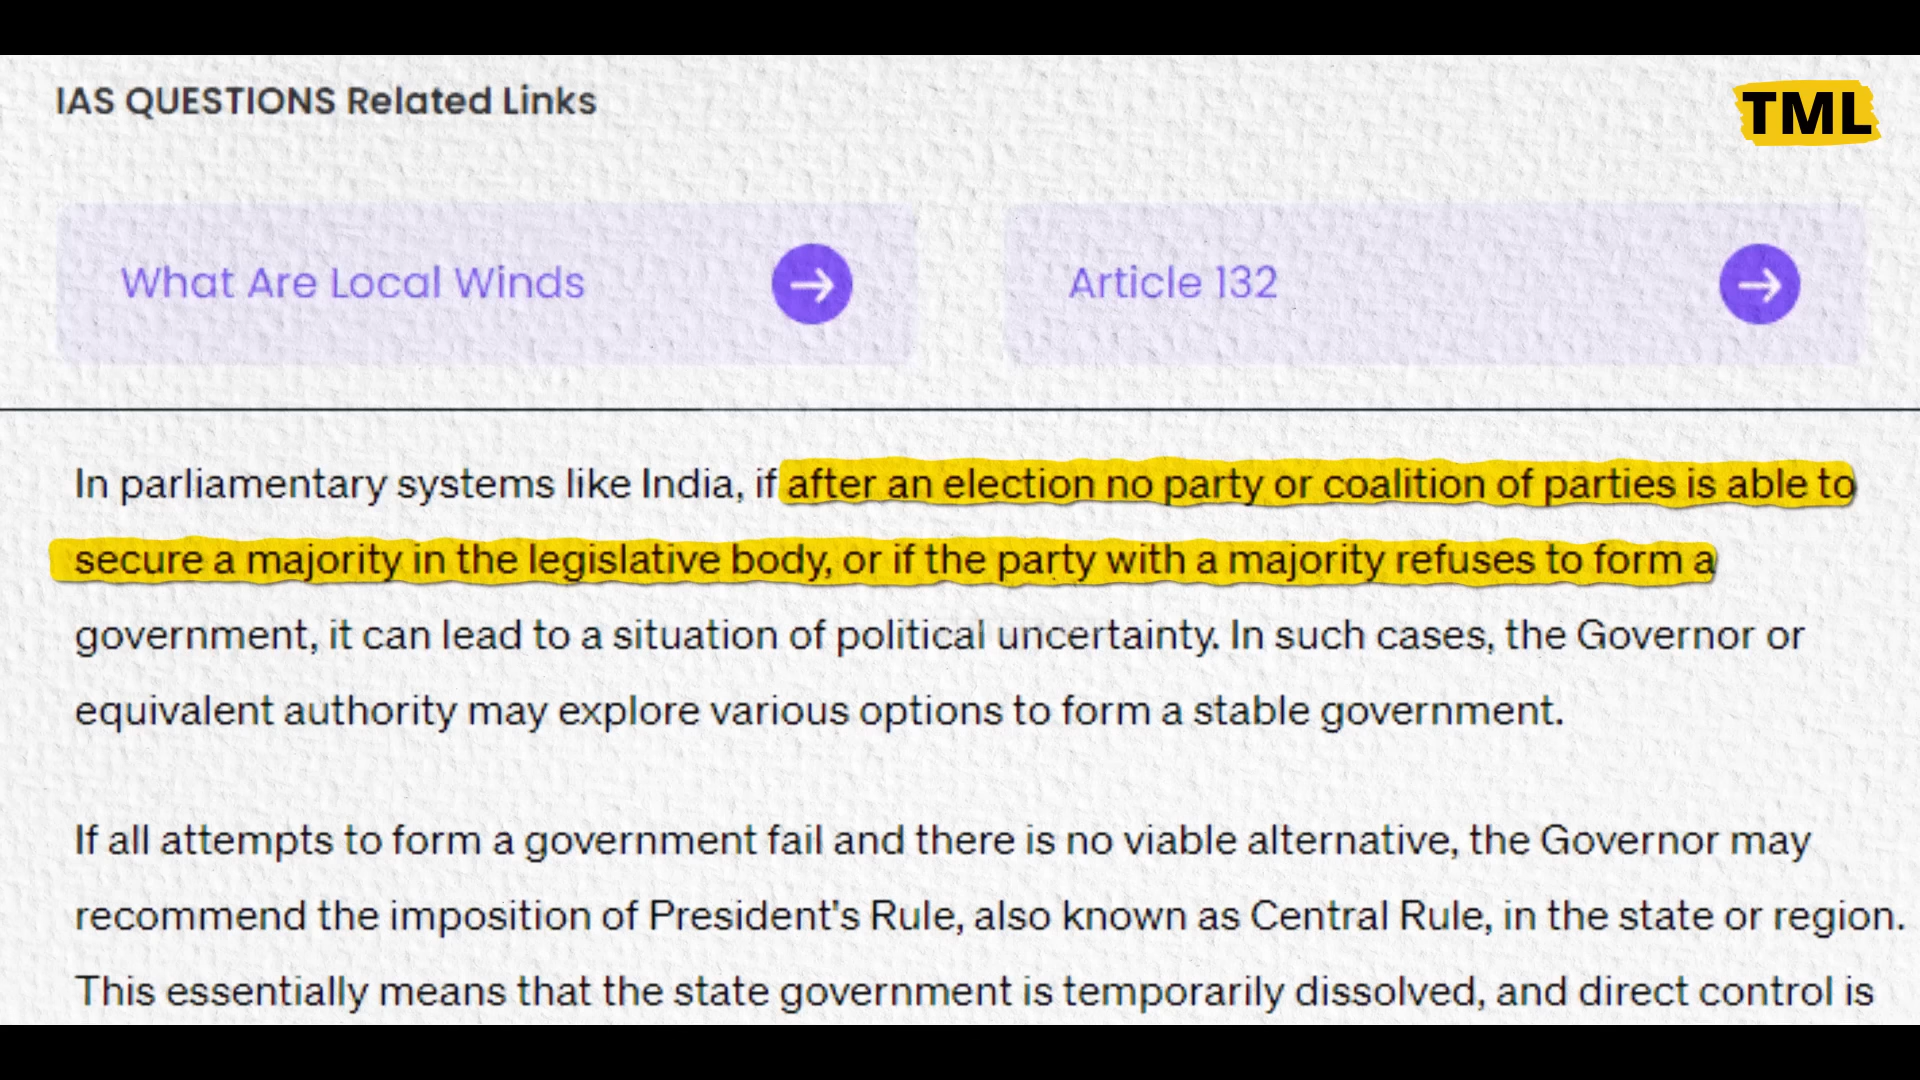 IAS QUESTIONS Related Links
TML
What Are Local Winds
Article 132
In parliamentary systems like India, if after an election no party or coalition of parties is able to
secure a majority in the legislative body, or if the party with a majority refuses to form a
government, it can lead to a situation of political uncertainty. In such cases, the Governor or
equivalent authority may explore various options to form a stable government.
If all attempts to form a government fail and there is no viable alternative, the Governor may
recommend the imposition of President's Rule, also known as Central Rule, in the state or region.
This essentially means that the state government is temporarily dissolved, and direct control is